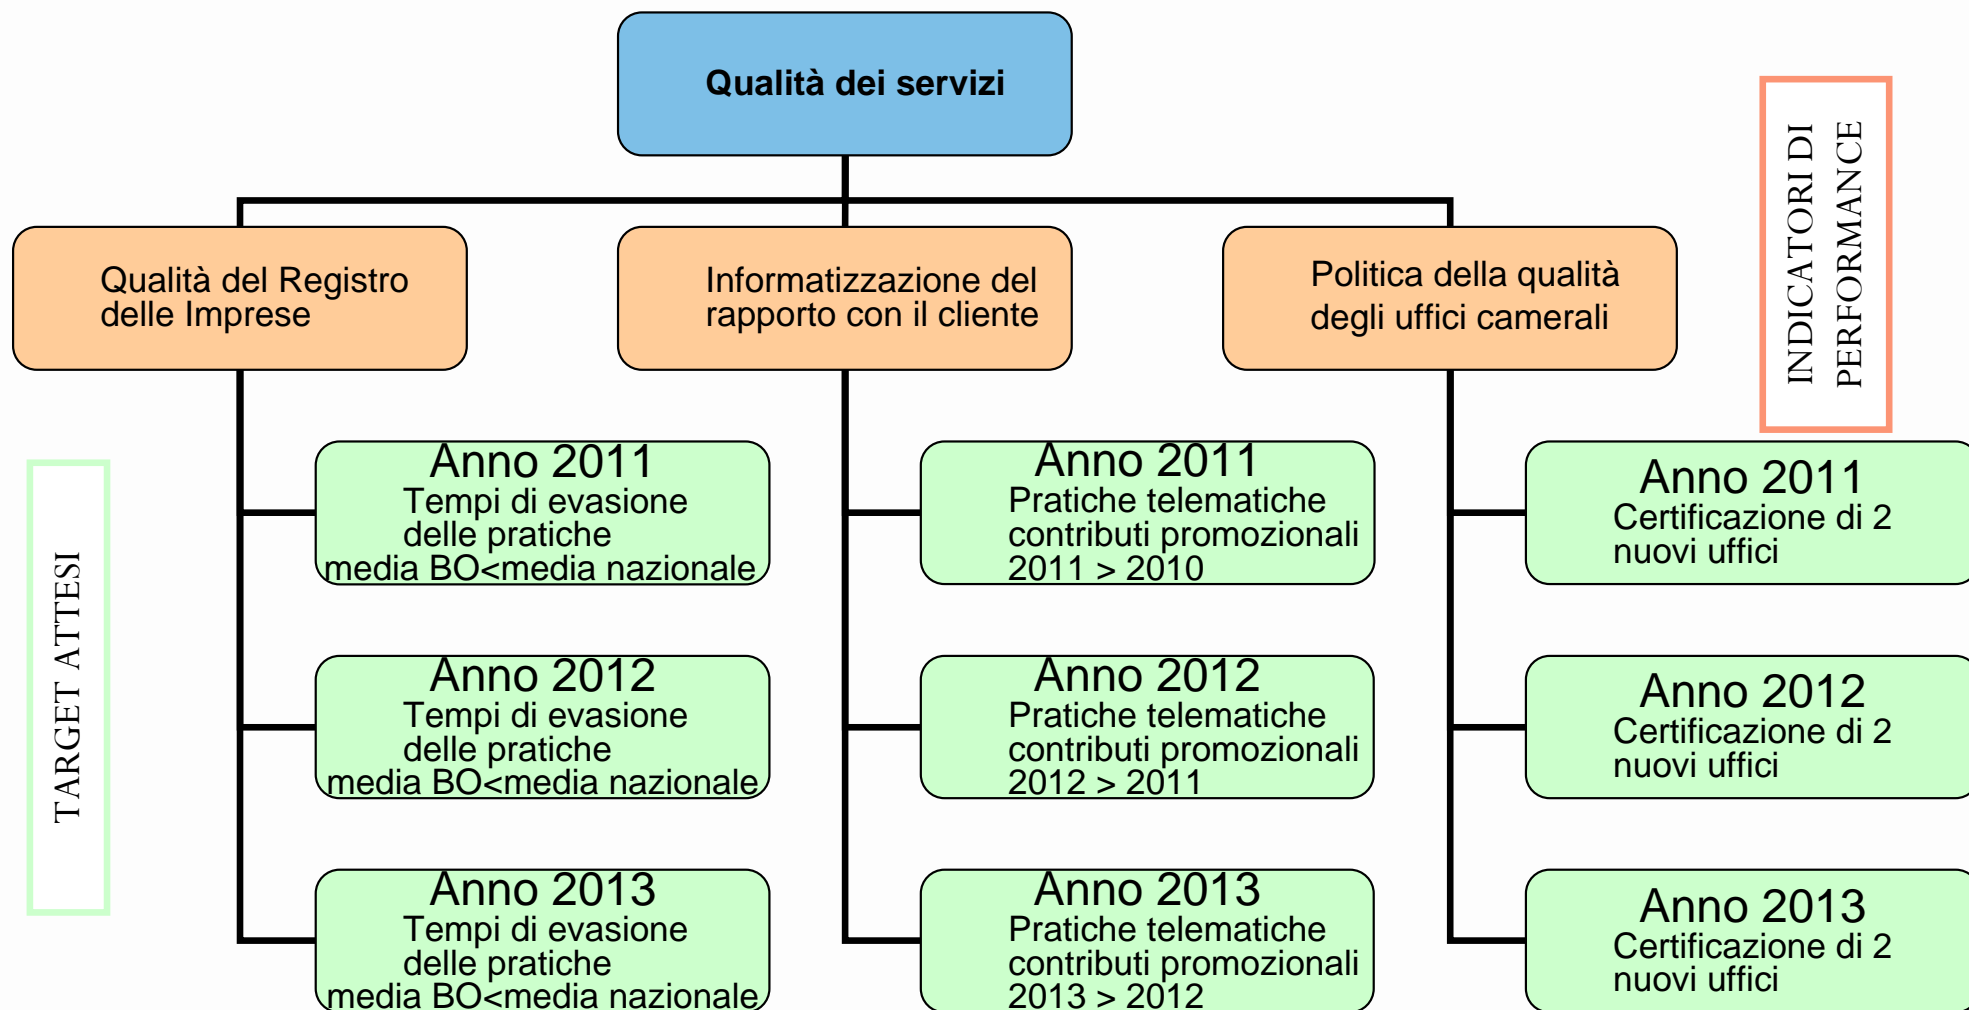 Qualità dei servizi
INDICATORI DI
PERFORMANCE
Qualità del Registro
delle Imprese
Informatizzazione del
rapporto con il cliente
Politica della qualità
degli uffici camerali
TARGET ATTESI
Anno 2011
Tempi di evasione
delle pratiche
media BO<media nazionale
Anno 2011
Pratiche telematiche
contributi promozionali
2011 > 2010
Anno 2011
Certificazione di 2
nuovi uffici
Anno 2012
Tempi di evasione
delle pratiche
media BO<media nazionale
Anno 2012
Pratiche telematiche
contributi promozionali
2012 > 2011
Anno 2012
Certificazione di 2
nuovi uffici
Anno 2013
Tempi di evasione
delle pratiche
media BO<media nazionale
Anno 2013
Pratiche telematiche
contributi promozionali
2013 > 2012
Anno 2013
Certificazione di 2
nuovi uffici